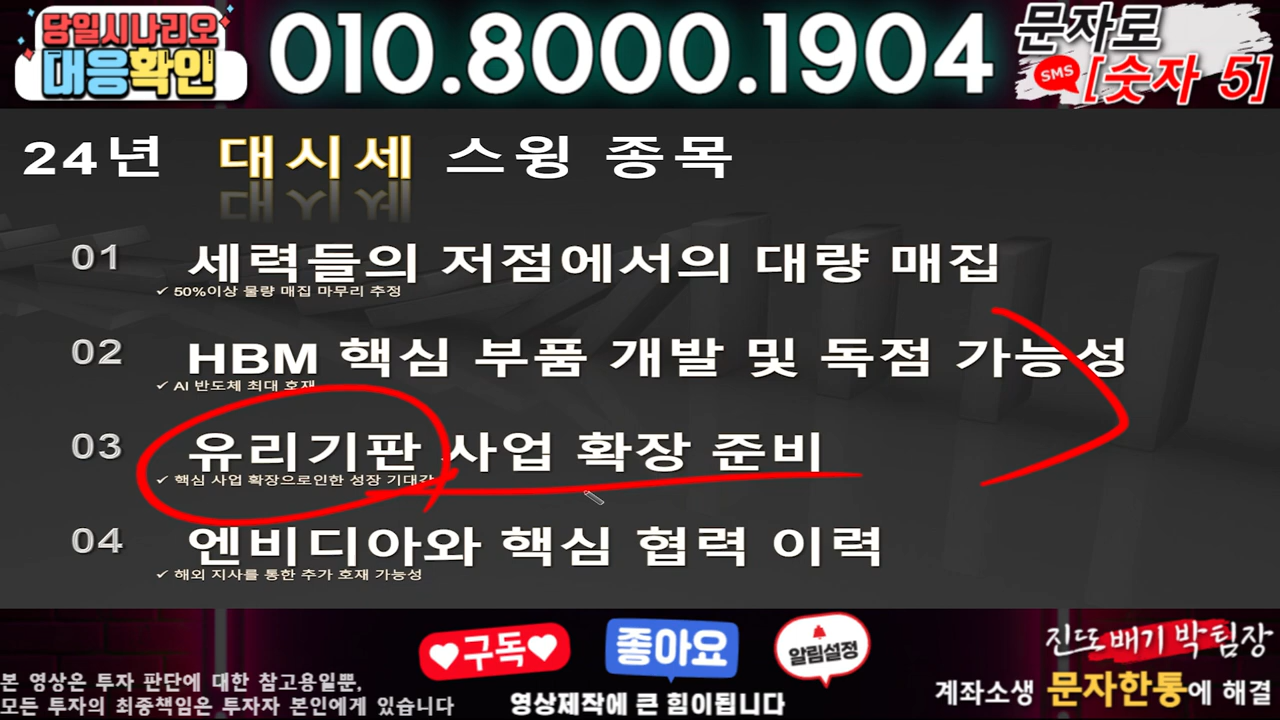 당일시나리오
대응확인
010.8000.1904
문자로
SMS [숫자 5]
24년 대시세 스윙 종목
01 세력들의 저점에서의 대량 매집
✓ 50%이상 물량 매집 마무리 추정
02 HBM 핵심 부품 개발 및 독점 가능성
✓ AI 반도체 최대 호재
03 유리기판 사업 확장 준비
✓ 핵심 사업 확장으로인한 성장 기대감
04 엔비디아와 핵심 협력 이력
✓ 해외 지사를 통한 추가 호재 가능성
본 영상은 투자 판단에 대한 참고용일뿐,
모든 투자의 최종책임은 투자자 본인에게 있습니다
구독
좋아요
알림설정
영상제작에 큰 힘이됩니다
진또배기 박팀장
계좌소생 문자한통에 해결